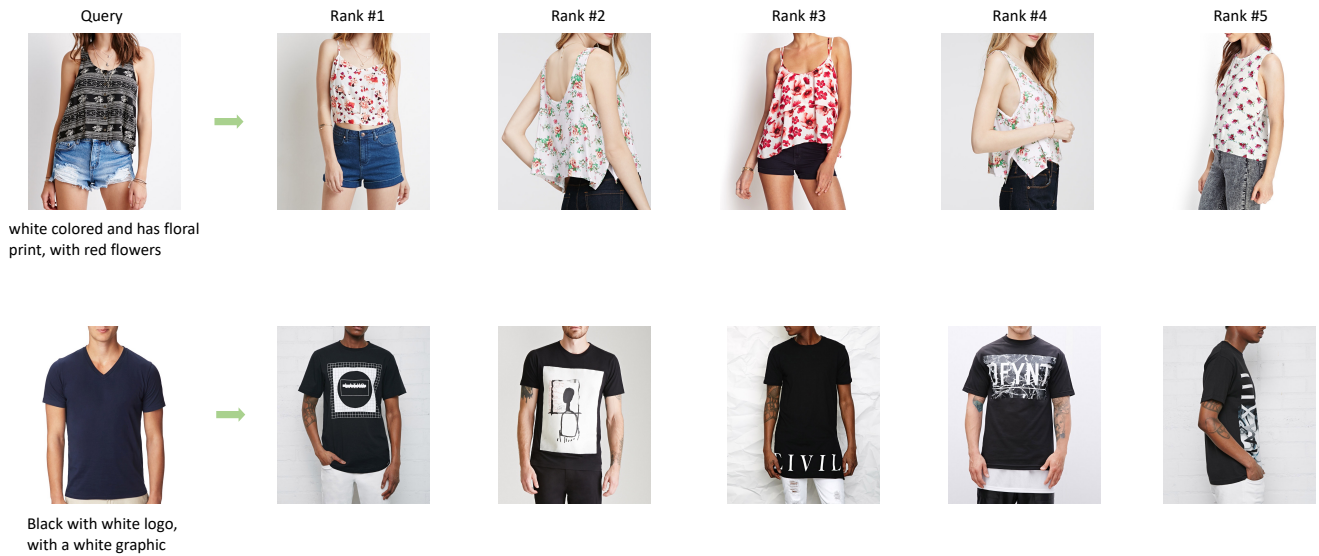 Query Rank #1 Rank #2 Rank #3 Rank #4 Rank #5
white colored and has floral
print, with red flowers
CIVIL
Black with white logo,
with a white graphic